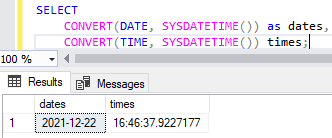 SELECT
CONVERT(DATE, SYSDATETIME()) as dates,
CONVERT(TIME, SYSDATETIME()) times;
100 %
Results Messages
dates times
1 2021-12-22 16:46:37.9227177